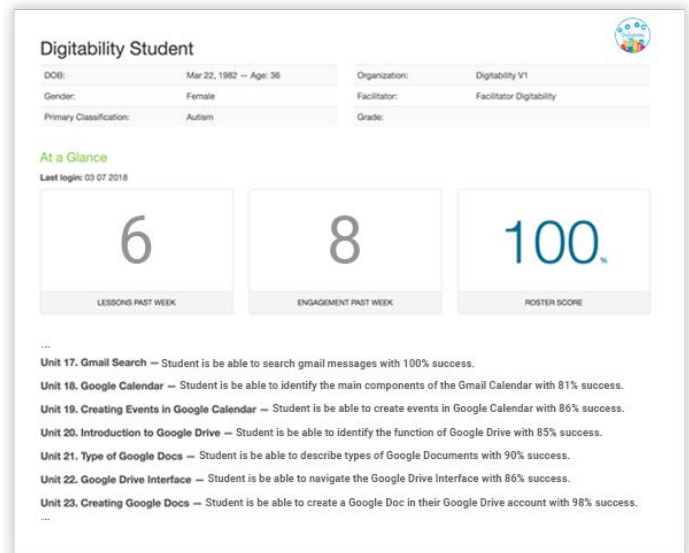 Digitability
Digitability Student
DOB: Mar 22, 1982 — Age: 36 Organization: Digitability V1
Gender: Female Facilitator: Facilitator Digitability
Primary Classification: Autism Grade:
At a Glance
Last login: 03 07 2018
6 8 100%
LESSONS PAST WEEK ENGAGEMENT PAST WEEK ROSTER SCORE
...
Unit 17. Gmail Search — Student is be able to search gmail messages with 100% success.
Unit 18. Google Calendar — Student is be able to identify the main components of the Gmail Calendar with 81% success.
Unit 19. Creating Events in Google Calendar — Student is be able to create events in Google Calendar with 86% success.
Unit 20. Introduction to Google Drive — Student is be able to identify the function of Google Drive with 85% success.
Unit 21. Type of Google Docs — Student is be able to describe types of Google Documents with 90% success.
Unit 22. Google Drive Interface — Student is be able to navigate the Google Drive Interface with 86% success.
Unit 23. Creating Google Docs — Student is be able to create a Google Doc in their Google Drive account with 98% success.
...